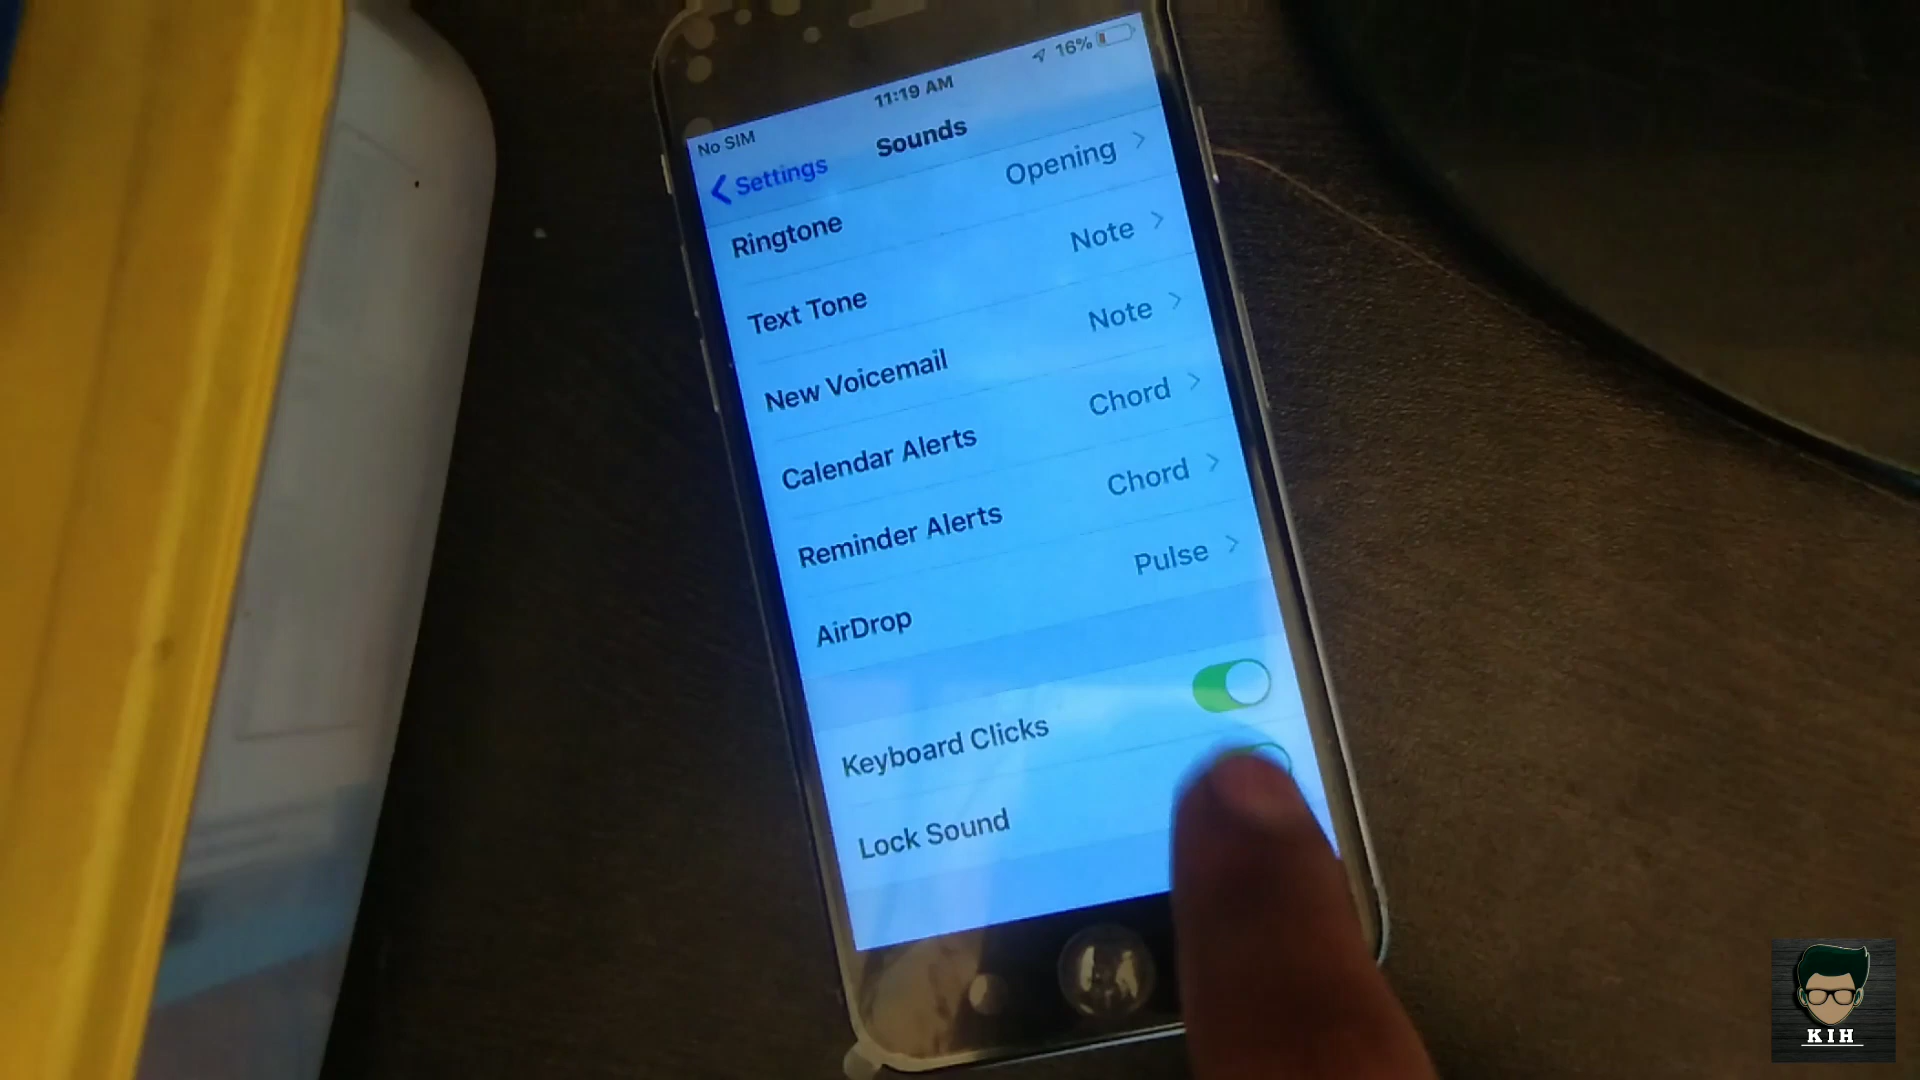 No SIM 11:19 AM 16%
Settings Sounds
Ringtone Opening
Text Tone Note
New Voicemail Note
Calendar Alerts Chord
Reminder Alerts Chord
AirDrop Pulse
Keyboard Clicks
Lock Sound
KIH